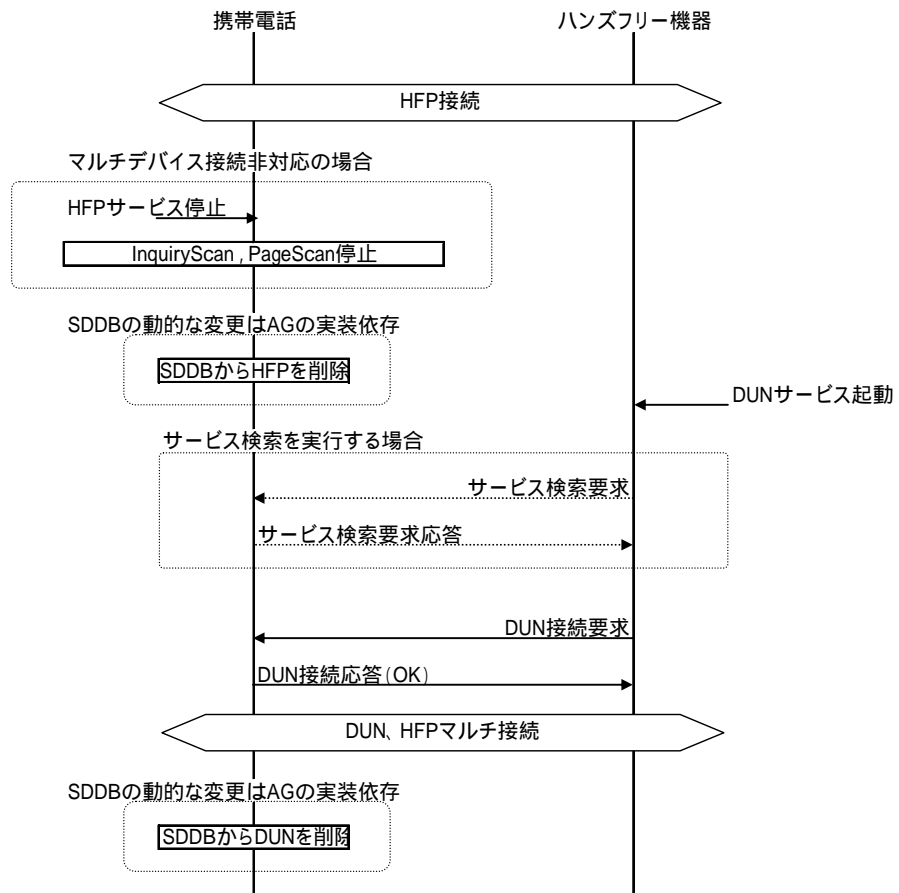 携帯電話
ハンズフリー機器
HFP接続
マルチデバイス接続非対応の場合
HFPサービス停止
InquiryScan , PageScan停止
SDDBの動的な変更はAGの実装依存
SDDBからHFPを削除
DUNサービス起動
サービス検索を実行する場合
サービス検索要求
サービス検索要求応答
DUN接続要求
DUN接続応答(OK)
DUN、HFPマルチ接続
SDDBの動的な変更はAGの実装依存
SDDBからDUNを削除